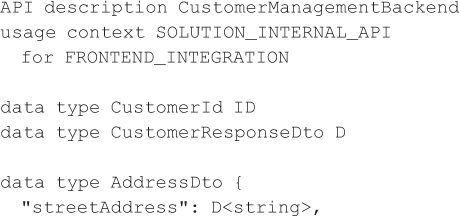 API description CustomerManagementBackend
usage context SOLUTION_INTERNAL_API
for FRONTEND_INTEGRATION
data type CustomerId ID
data type CustomerResponseDto D
data type AddressDto {
"streetAddress": D<string>,